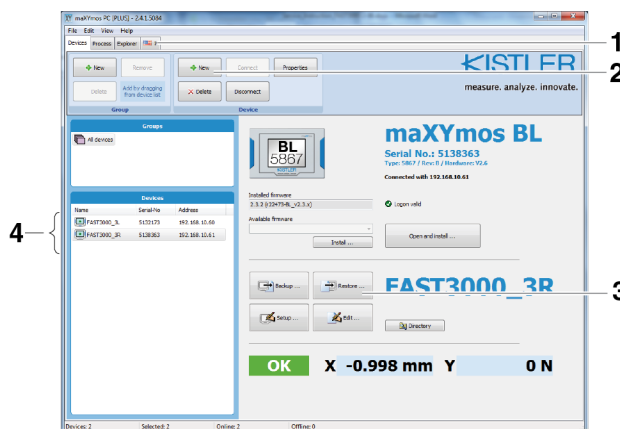 maXYmos PC [PLUS] - 2.4.1.5084
File Edit View Help
Devices Process Explorer
1
New Remove New Connect Properties
2
KISTLER
measure. analyze. innovate.
Delete Add by dragging from device list. Delete Disconnect
Group Device
Groups
All devices
BL
5867
KISTLER
maXYmos BL
Serial No.: 5138363
Type: 5867 / Rev: 0 / Hardware: V2.6
Connected with 192.168.10.61
Devices
Name Serial-No Address
FAST3000_3L 5132173 192.168.10.60
FAST3000_3R 5138363 192.168.10.61
4
Installed firmware
Logon valid
Available firmware
Install ...
Open and install ...
Backup ... Restore ...
FAST3000_3R
3
Setup ... Edit ...
Directory
OK X -0.998 mm Y 0 N
Devices: 2 Selected: 2 Online: 2 Offline: 0